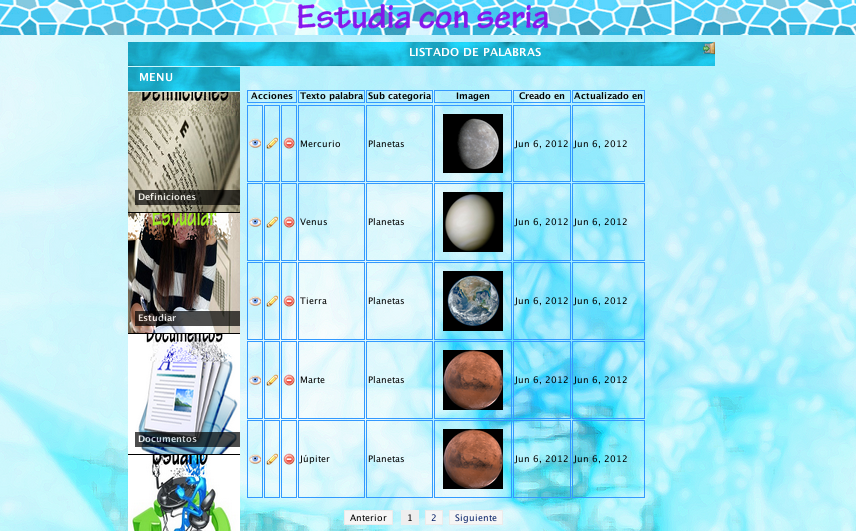 Estudia con seria
LISTADO DE PALABRAS
MENU
Definiciones
Definiciones
Estudiar
Estudiar
Documentos
Documentos
Usuario
Acciones Texto palabra Sub categoria Imagen Creado en Actualizado en
Mercurio Planetas Jun 6, 2012 Jun 6, 2012
Venus Planetas Jun 6, 2012 Jun 6, 2012
Tierra Planetas Jun 6, 2012 Jun 6, 2012
Marte Planetas Jun 6, 2012 Jun 6, 2012
Júpiter Planetas Jun 6, 2012 Jun 6, 2012
Anterior 1 2 Siguiente